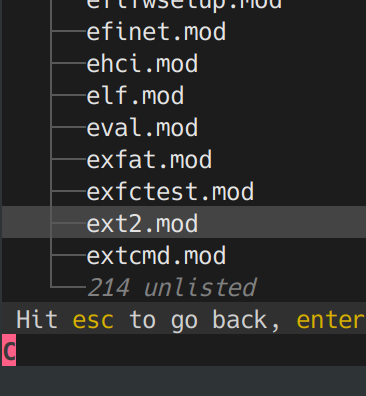 efifwsetup.mod
efinet.mod
ehci.mod
elf.mod
eval.mod
exfat.mod
exfctest.mod
ext2.mod
extcmd.mod
214 unlisted
Hit esc to go back, enter
c